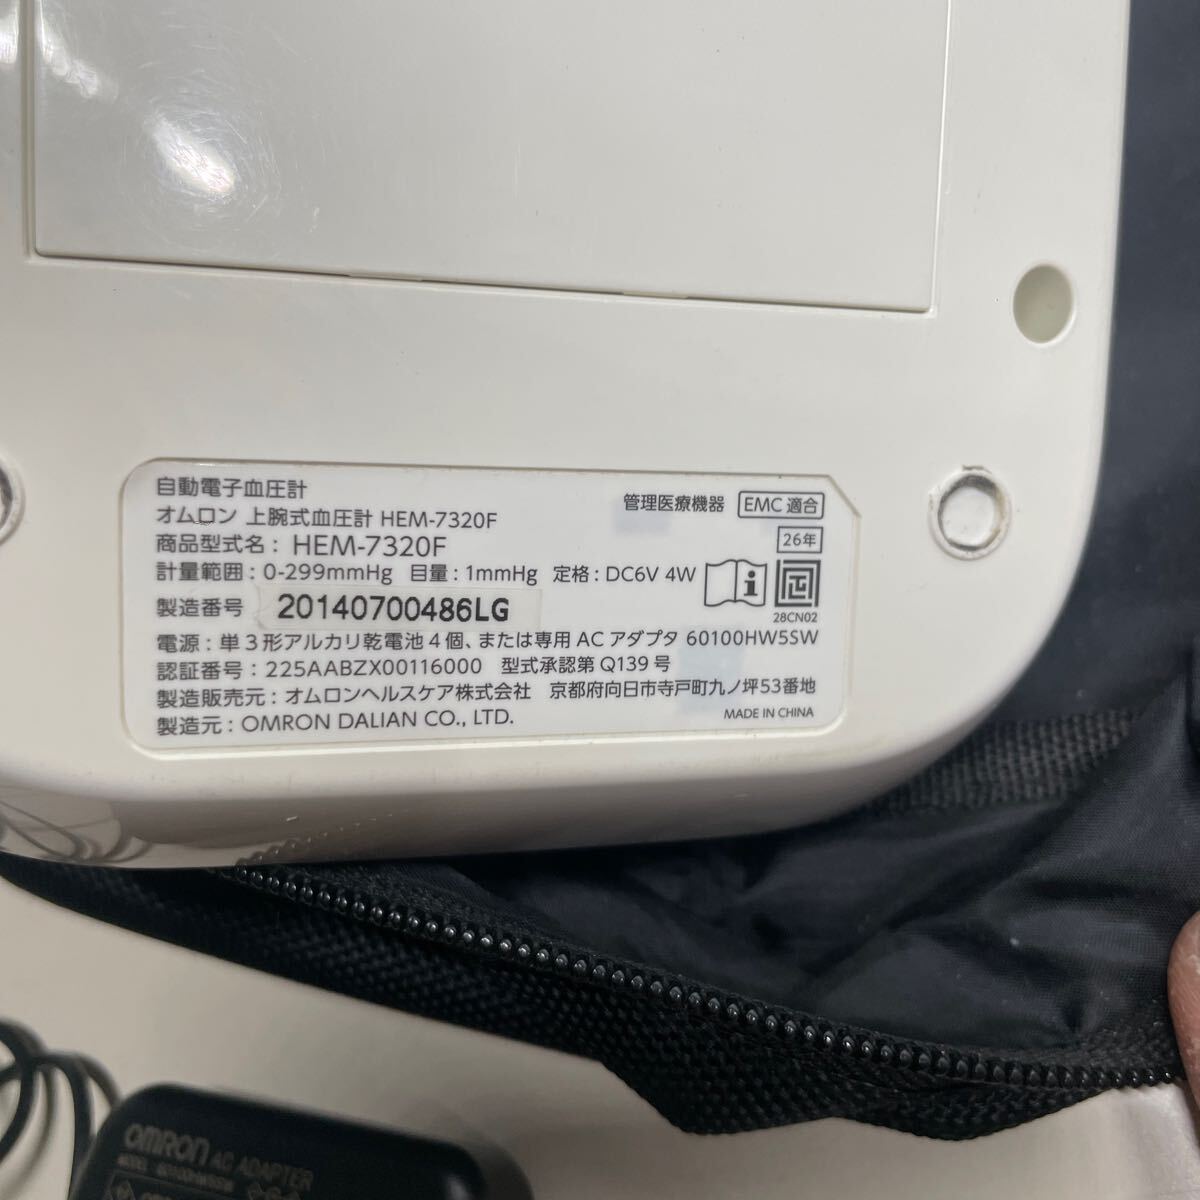 自動電子血圧計
オムロン 上腕式血圧計 HEM-7320F
管理医療機器 EMC 適合
商品型式名：HEM-7320F
26年
計量範囲：0-299mmHg 目量：1mmHg 定格：DC6V 4W
製造番号 20140700486LG
28CN02
電源：単３形アルカリ乾電池４個、または専用 AC アダプタ 60100HW5SW
認証番号：225AABZX00116000 型式承認第 Q139 号
製造販売元：オムロンヘルスケア株式会社 京都府向日市寺戸町九ノ坪53番地
製造元：OMRON DALIAN CO., LTD.
MADE IN CHINA
OMRON AC ADAPTER
MODEL 60100HW5SW